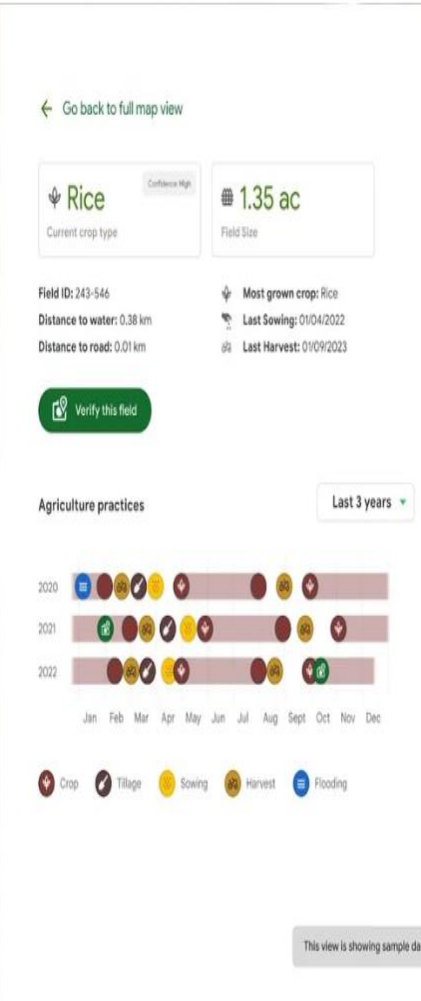 Go back to full map view
Rice
Confidence High
Current crop type
1.35 ac
Field Size
Field ID: 243-546
Distance to water: 0.38 km
Distance to road: 0.01 km
Most grown crop: Rice
Last Sowing: 01/04/2022
Last Harvest: 01/09/2023
Verify this field
Agriculture practices
Last 3 years
2020
2021
2022
Jan Feb Mar Apr May Jun Jul Aug Sept Oct Nov Dec
Crop Tillage Sowing Harvest Flooding
This view is showing sample da